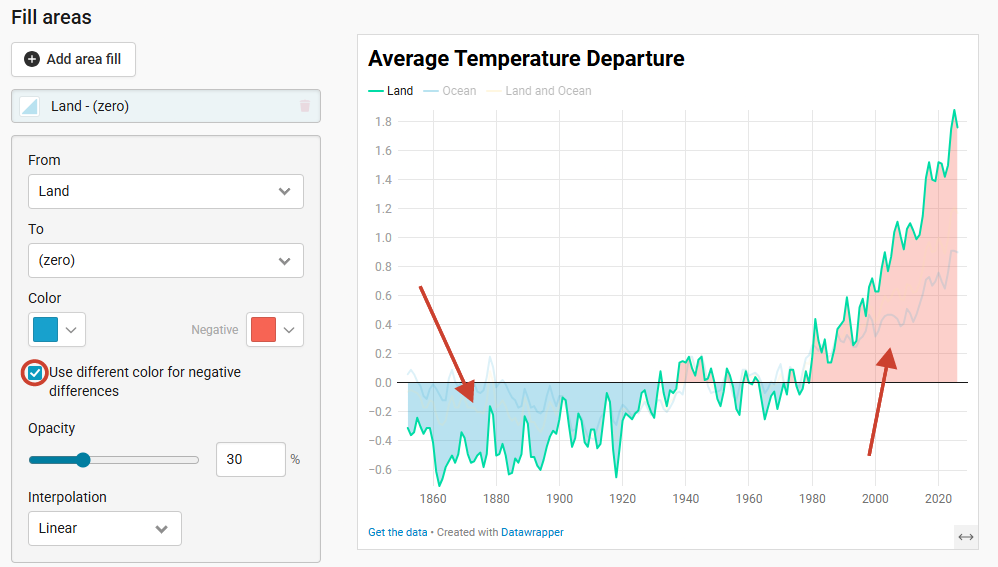 Fill areas
Add area fill
Land - (zero)
From
Land
To
(zero)
Color
Negative
Use different color for negative
differences
Opacity
30
%
Interpolation
Linear
Average Temperature Departure
Land Ocean Land and Ocean
1.8
1.6
1.4
1.2
1.0
0.8
0.6
0.4
0.2
0.0
−0.2
−0.4
−0.6
1860 1880 1900 1920 1940 1960 1980 2000 2020
Get the data • Created with Datawrapper